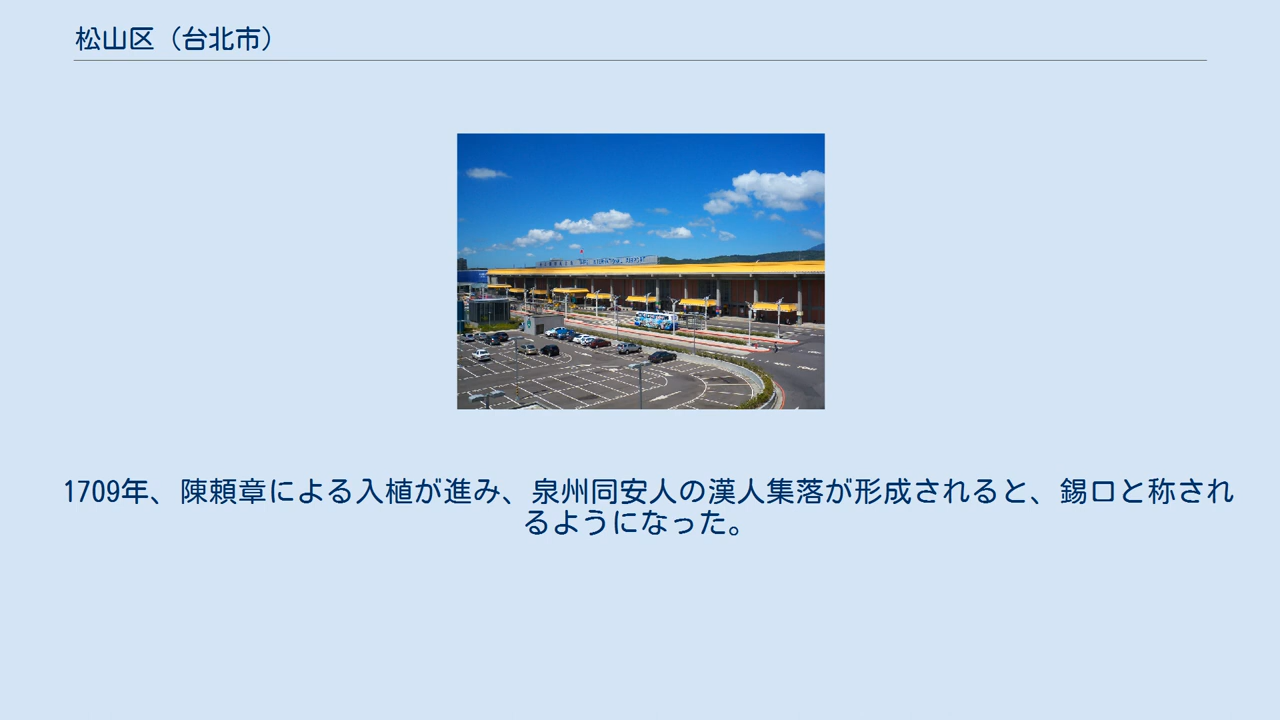 松山区（台北市）
1709年、陳頼章による入植が進み、泉州同安人の漢人集落が形成されると、錫口と称され
るようになった。